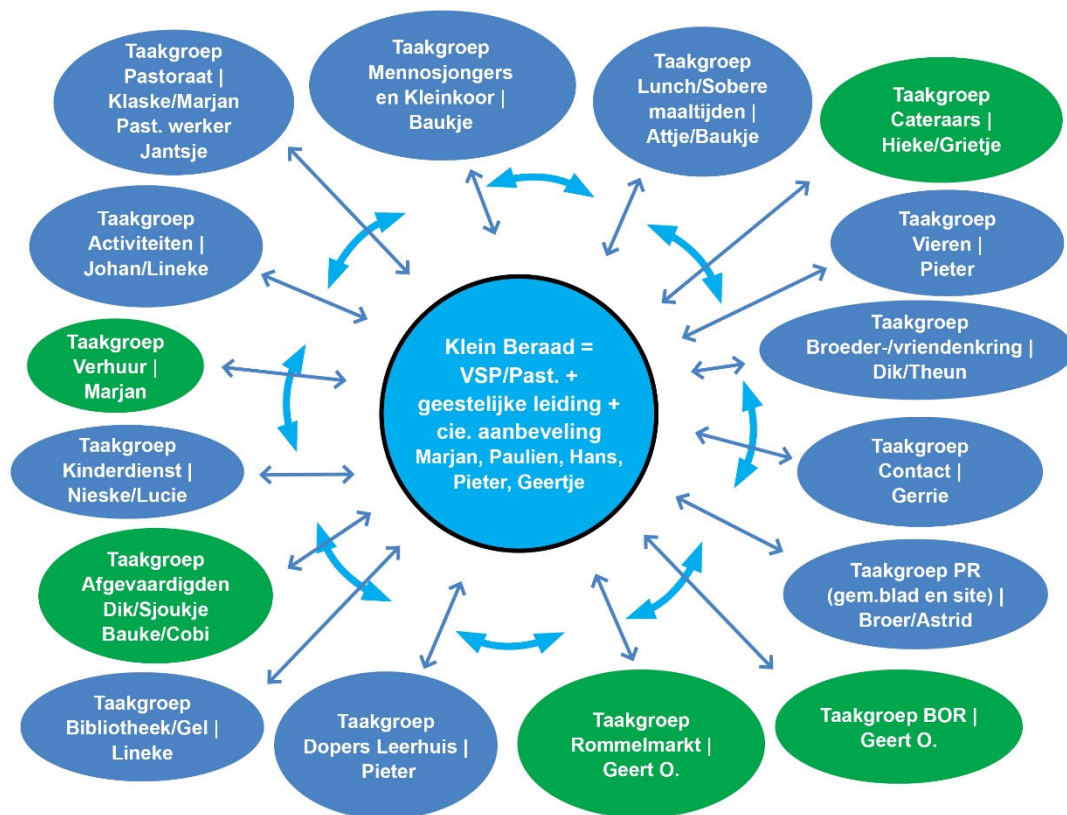 Taakgroep
Pastoraat |
Klaske/Marjan
Past. werker
Jantsje
Taakgroep
Mennosjongers
en Kleinkoor |
Baukje
Taakgroep
Lunch/Sobere
maaltijden |
Attje/Baukje
Taakgroep
Cateraars |
Hieke/Grietje
Taakgroep
Activiteiten |
Johan/Lineke
Taakgroep
Vieren |
Pieter
Taakgroep
Verhuur |
Marjan
Klein Beraad =
VSP/Past. +
geestelijke leiding +
cie. aanbeveling
Marjan, Paulien, Hans,
Pieter, Geertje
Taakgroep
Broeder-/vriendenkring |
Dik/Theun
Taakgroep
Kinderdienst |
Nieske/Lucie
Taakgroep
Contact |
Gerrie
Taakgroep
Afgevaardigden
Dik/Sjoukje
Bauke/Cobi
Taakgroep PR
(gem.blad en site) |
Broer/Astrid
Taakgroep
Bibliotheek/Gel |
Lineke
Taakgroep
Dopers Leerhuis |
Pieter
Taakgroep
Rommelmarkt |
Geert O.
Taakgroep BOR |
Geert O.